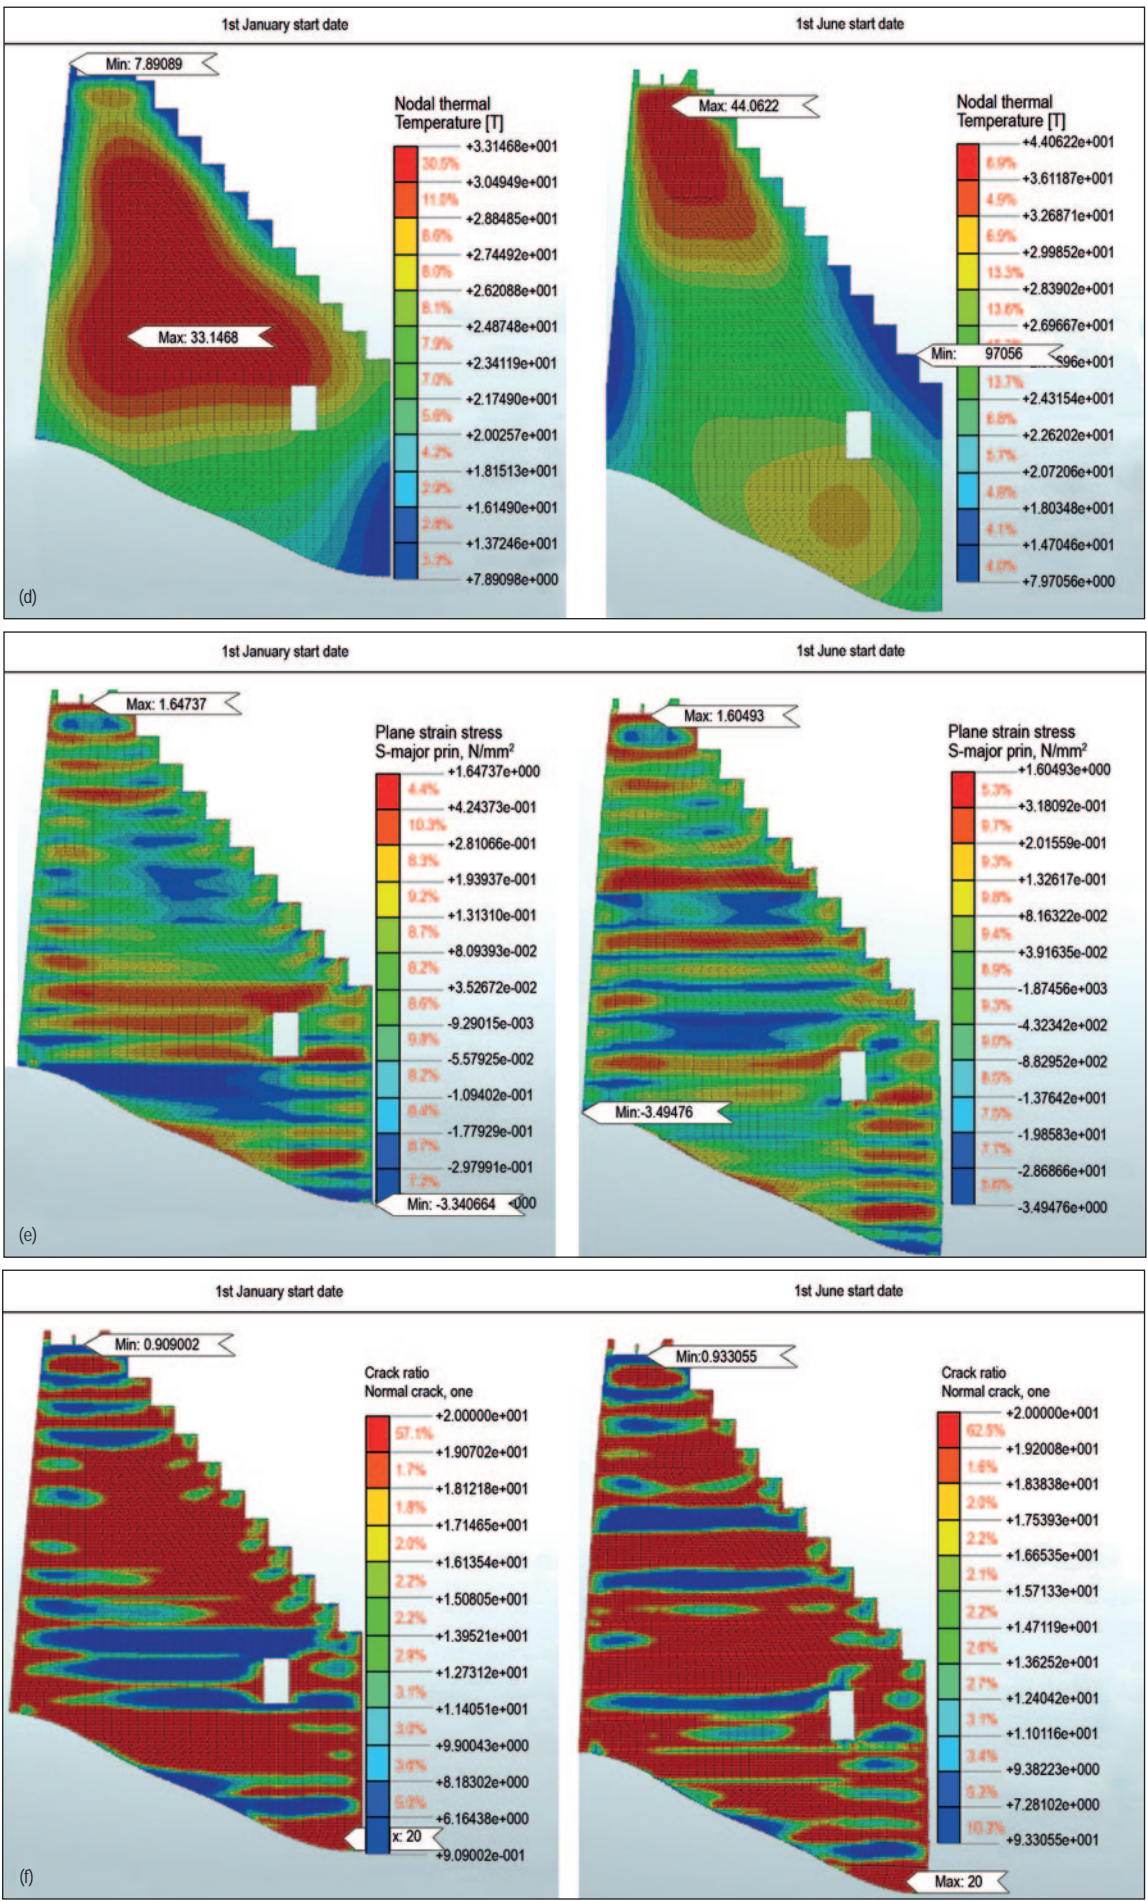 1st January start date
1st June start date
Min: 7.89089
Max: 33.1468
Nodal thermal
Temperature [T]
+3.31468e+001
30.5%
+3.04949e+001
11.0%
+2.88485e+001
8.6%
+2.74492e+001
8.0%
+2.62088e+001
8.1%
+2.48748e+001
7.9%
+2.34119e+001
7.0%
+2.17490e+001
5.6%
+2.00257e+001
4.2%
+1.81513e+001
+1.61490e+001
+1.37246e+001
+7.89098e+000
Max: 44.0622
Min: 97056
Nodal thermal
Temperature [T]
+4.40622e+001
6.9%
+3.61187e+001
4.9%
+3.26871e+001
6.9%
+2.99852e+001
13.3%
+2.83902e+001
13.6%
+2.69667e+001
696e+001
13.7%
+2.43154e+001
6.8%
+2.26202e+001
5.7%
+2.07206e+001
4.8%
+1.80348e+001
4.1%
+1.47046e+001
4.0%
+7.97056e+000
(d)
1st January start date
1st June start date
Max: 1.64737
Plane strain stress
S-major prin, N/mm²
+1.64737e+000
4.4%
+4.24373e-001
10.3%
+2.81066e-001
8.3%
+1.93937e-001
9.2%
+1.31310e-001
8.7%
+8.09393e-002
8.2%
+3.52672e-002
8.6%
-9.29015e-003
9.8%
-5.57925e-002
8.2%
-1.09402e-001
-1.77929e-001
8.7%
-2.97991e-001
7.2%
Min: -3.340664
000
Max: 1.60493
Min:-3.49476
Plane strain stress
S-major prin, N/mm²
+1.60493e+000
5.3%
+3.18092e-001
9.7%
+2.01559e-001
9.3%
+1.32617e-001
9.8%
+8.16322e-002
9.4%
+3.91635e-002
8.9%
-1.87456e+003
9.3%
-4.32342e+002
9.0%
-8.82952e+002
8.0%
-1.37642e+001
7.5%
-1.98583e+001
7.1%
-2.86866e+001
-3.49476e+000
(e)
1st January start date
1st June start date
Min: 0.909002
Crack ratio
Normal crack, one
+2.00000e+001
57.1%
+1.90702e+001
1.7%
+1.81218e+001
1.8%
+1.71465e+001
2.0%
+1.61354e+001
2.2%
+1.50805e+001
2.2%
+1.39521e+001
2.9%
+1.27312e+001
3.1%
+1.14051e+001
3.0%
+9.90043e+000
3.6%
+8.18302e+000
5.0%
+6.16438e+000
x: 20
+9.09002e-001
Min:0.933055
Crack ratio
Normal crack, one
+2.00000e+001
62.5%
+1.92008e+001
1.6%
+1.83838e+001
2.0%
+1.75393e+001
2.2%
+1.66535e+001
2.1%
+1.57133e+001
2.2%
+1.47119e+001
2.6%
+1.36252e+001
2.7%
+1.24042e+001
3.1%
+1.10116e+001
3.4%
+9.38223e+000
5.3%
+7.28102e+000
10.3%
+9.33055e+001
Max: 20
(f)